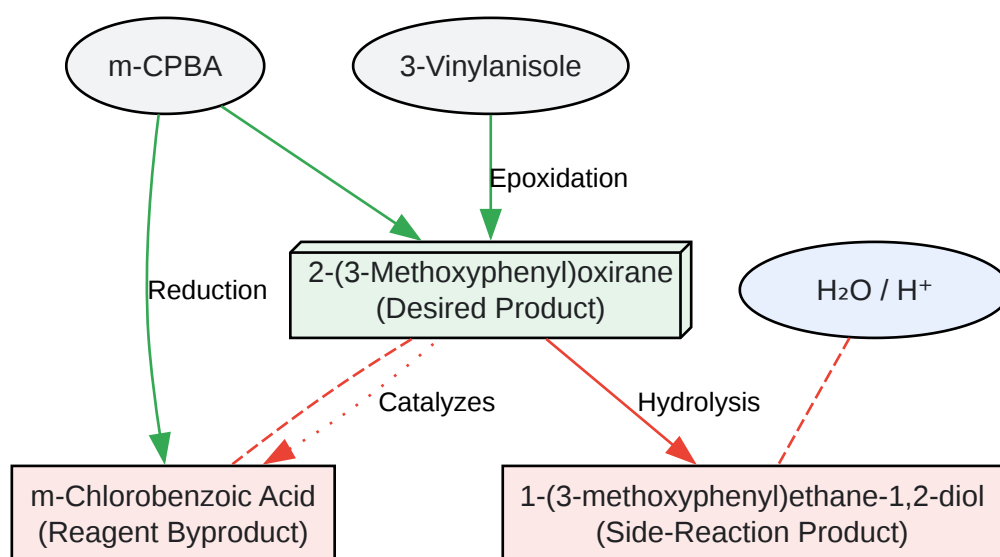 m-CPBA
3-Vinylanisole
Epoxidation
2-(3-Methoxyphenyl)oxirane
(Desired Product)
Reduction
H₂O / H⁺
Catalyzes
Hydrolysis
m-Chlorobenzoic Acid
(Reagent Byproduct)
1-(3-methoxyphenyl)ethane-1,2-diol
(Side-Reaction Product)